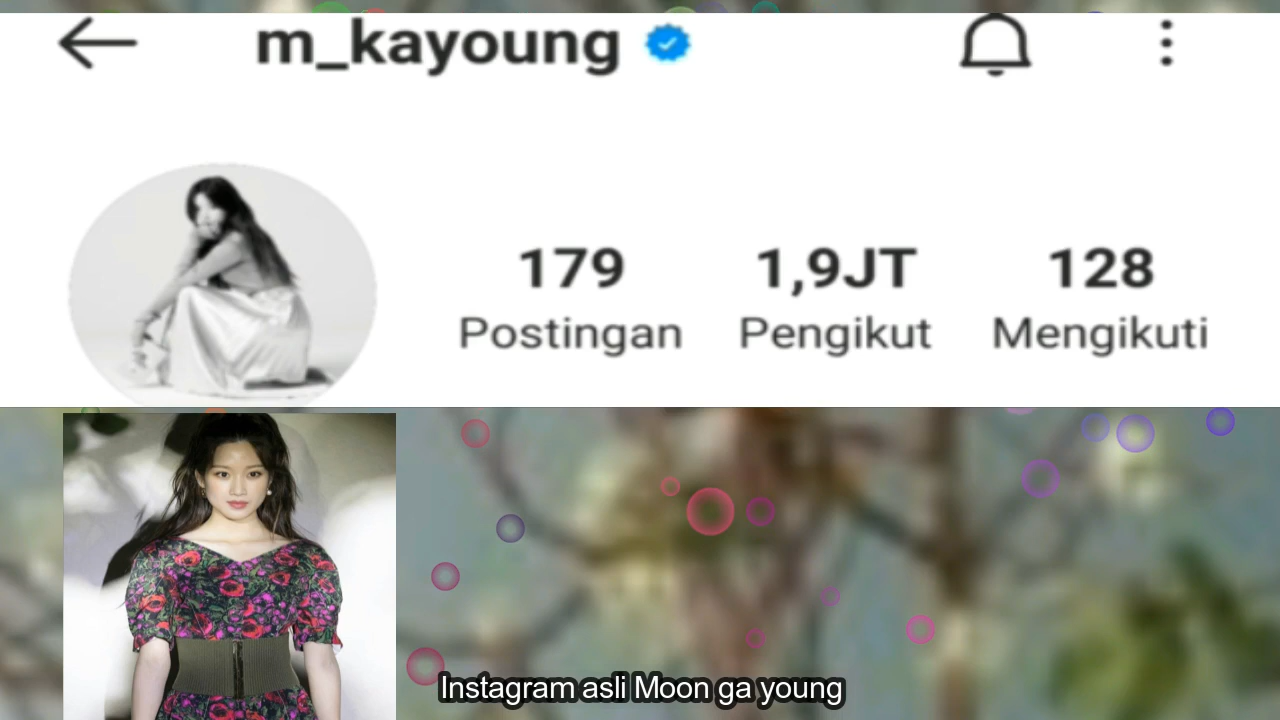 m_kayoung
179 1,9JT 128
Postingan Pengikut Mengikuti
Instagram asli Moon ga young